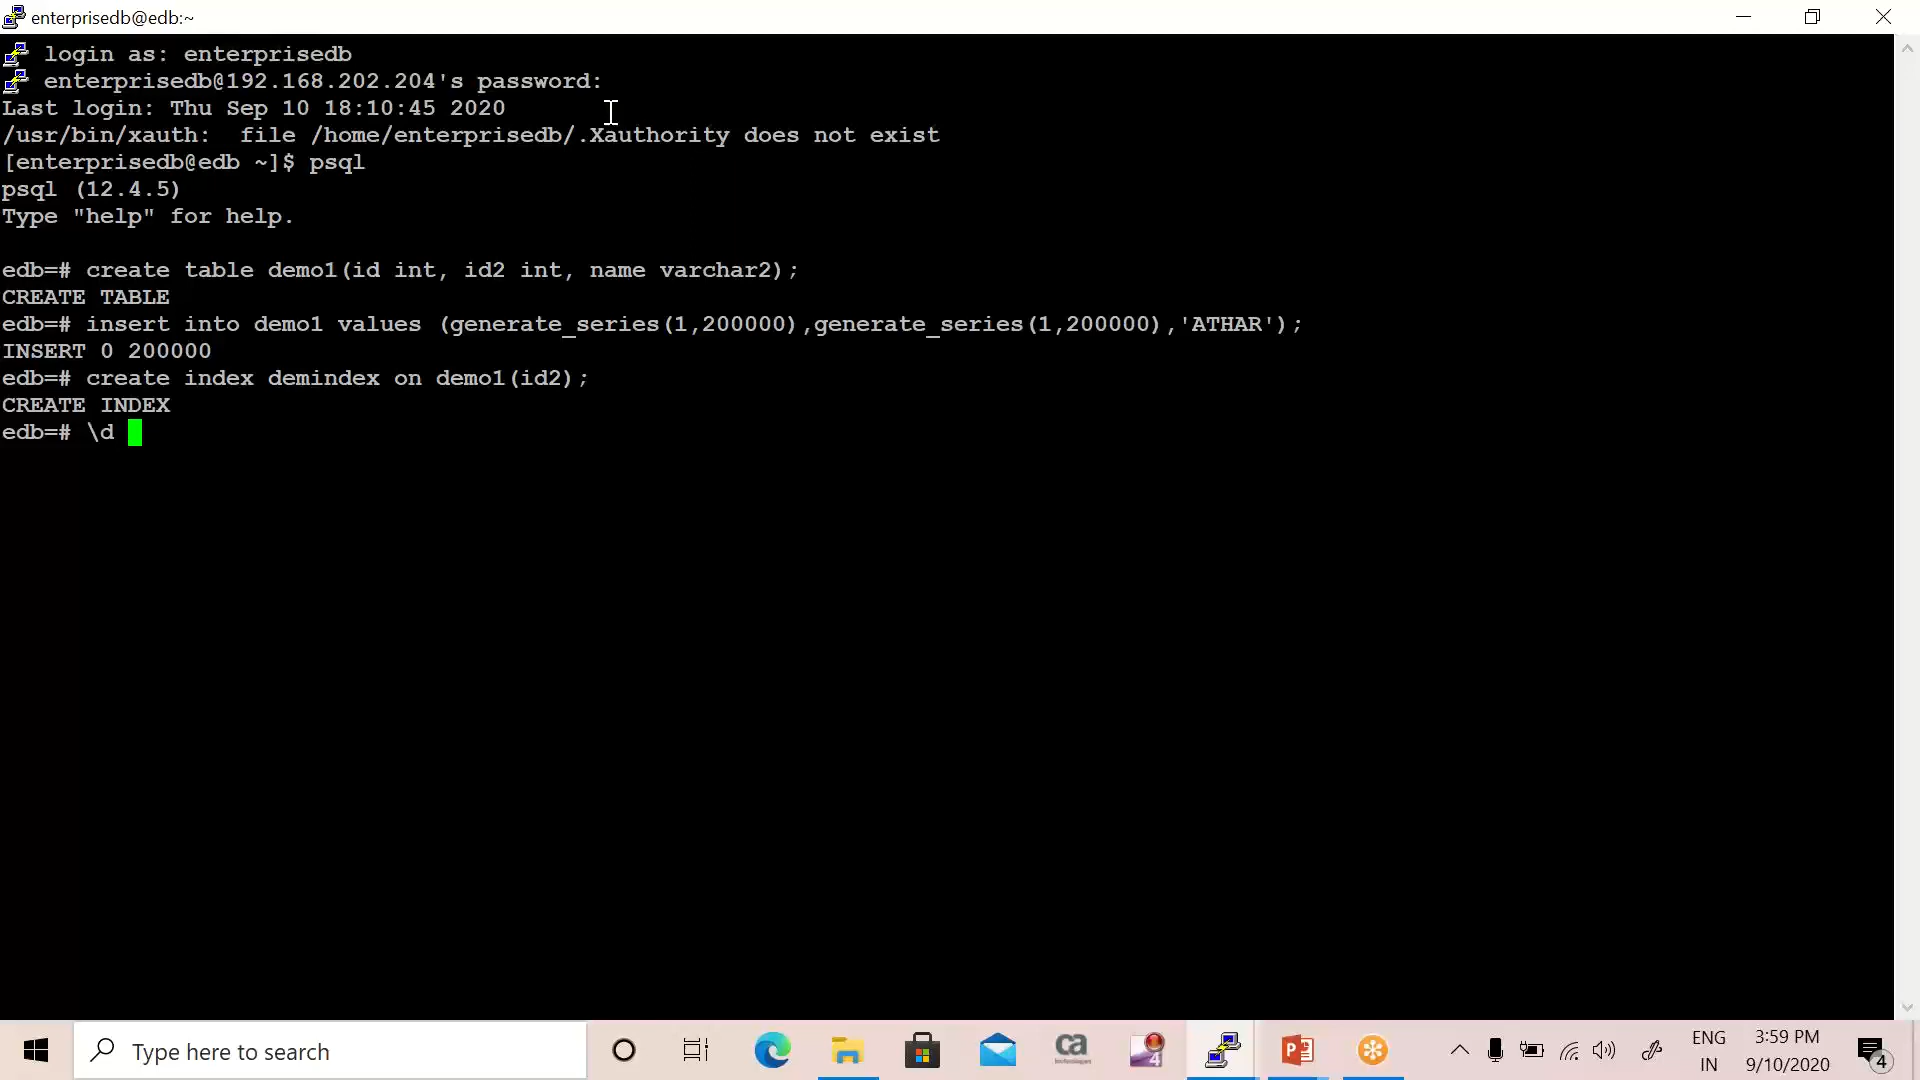 enterprisedb@edb:~
login as: enterprisedb
enterprisedb@192.168.202.204's password:
Last login: Thu Sep 10 18:10:45 2020
/usr/bin/xauth:  file /home/enterprisedb/.Xauthority does not exist
[enterprisedb@edb ~]$ psql
psql (12.4.5)
Type "help" for help.
edb=# create table demo1(id int, id2 int, name varchar2);
CREATE TABLE
edb=# insert into demo1 values (generate_series(1,200000),generate_series(1,200000),'ATHAR');
INSERT 0 200000
edb=# create index demindex on demo1(id2);
CREATE INDEX
edb=# \d
Type here to search
ca
4
ENG
IN
3:59 PM
9/10/2020
4